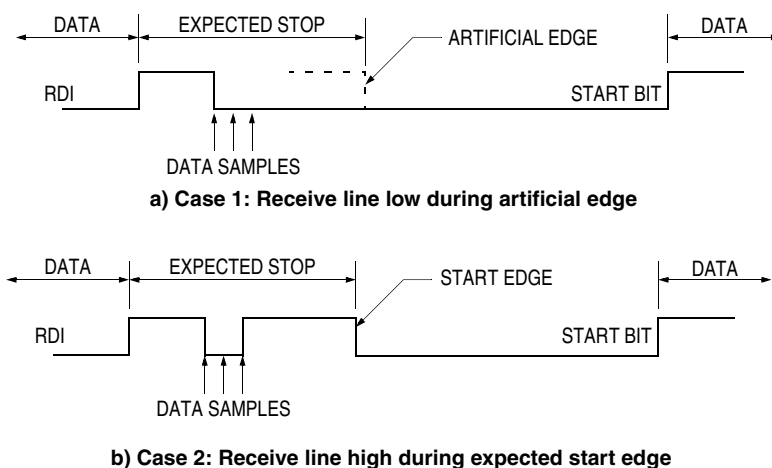 DATA EXPECTED STOP DATA
ARTIFICIAL EDGE
RDI START BIT
DATA SAMPLES
a) Case 1: Receive line low during artificial edge
DATA EXPECTED STOP DATA
START EDGE
RDI START BIT
DATA SAMPLES
b) Case 2: Receive line high during expected start edge